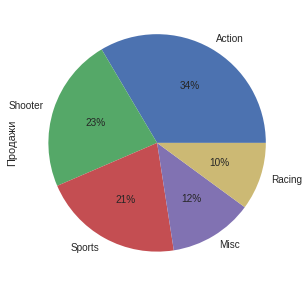 Action
34%
Shooter
23%
Продажи
10%
Racing
21%
12%
Sports
Misc